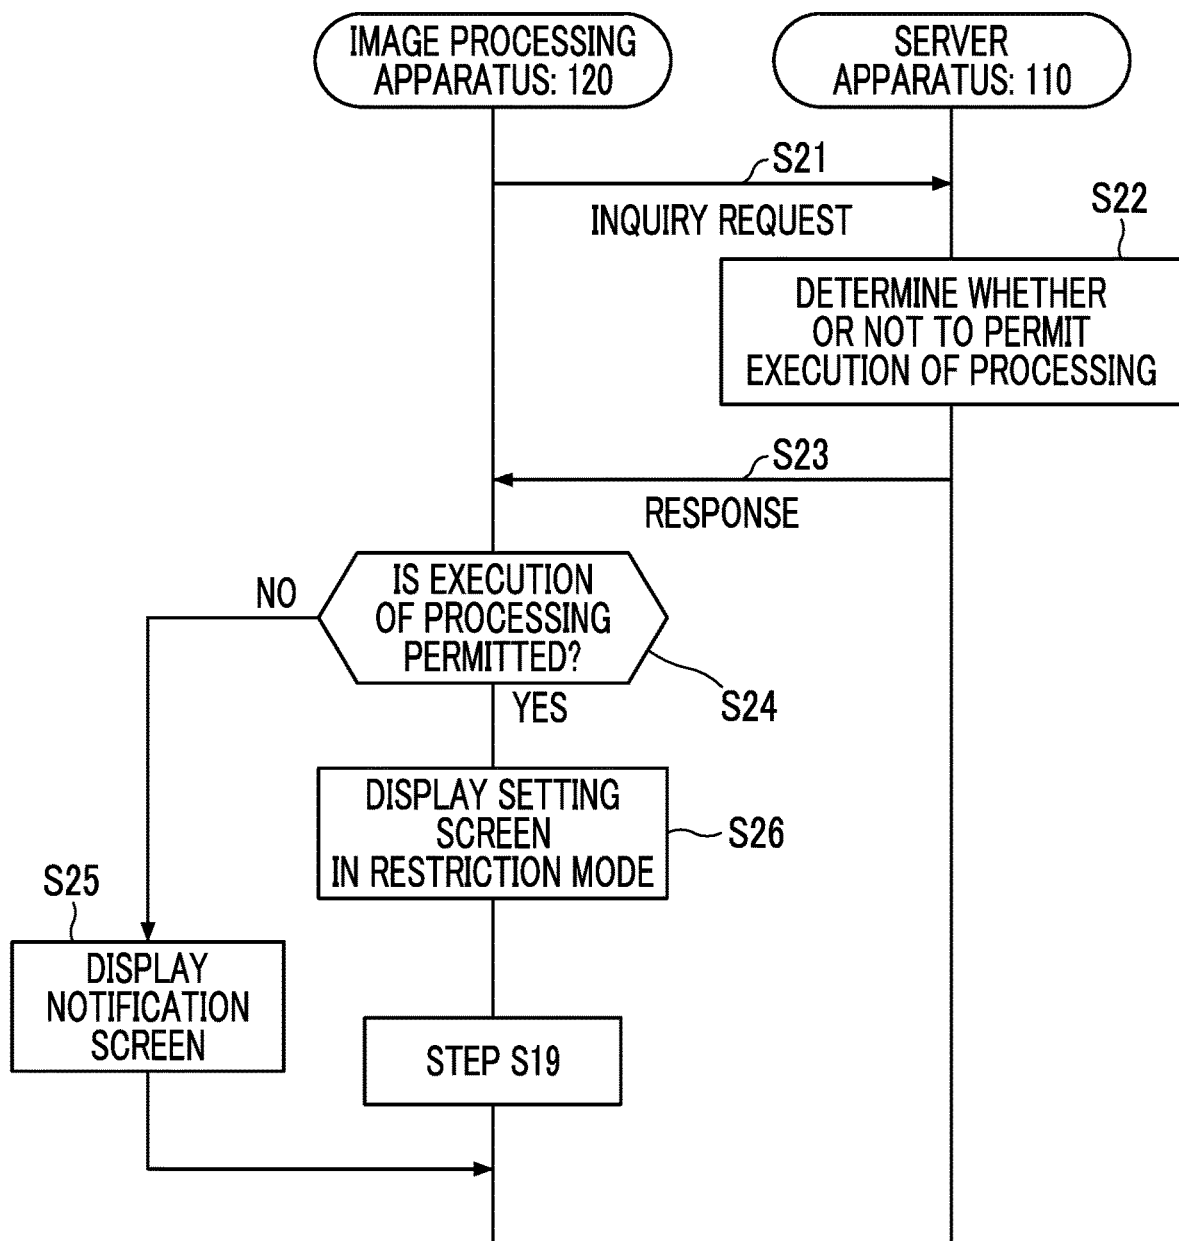 IMAGE PROCESSING
APPARATUS: 120
SERVER
APPARATUS: 110
S21
INQUIRY REQUEST
S22
DETERMINE WHETHER
OR NOT TO PERMIT
EXECUTION OF PROCESSING
S23
RESPONSE
NO
IS EXECUTION
OF PROCESSING
PERMITTED?
S24
YES
DISPLAY SETTING
SCREEN
IN RESTRICTION MODE
S26
S25
DISPLAY
NOTIFICATION
SCREEN
STEP S19